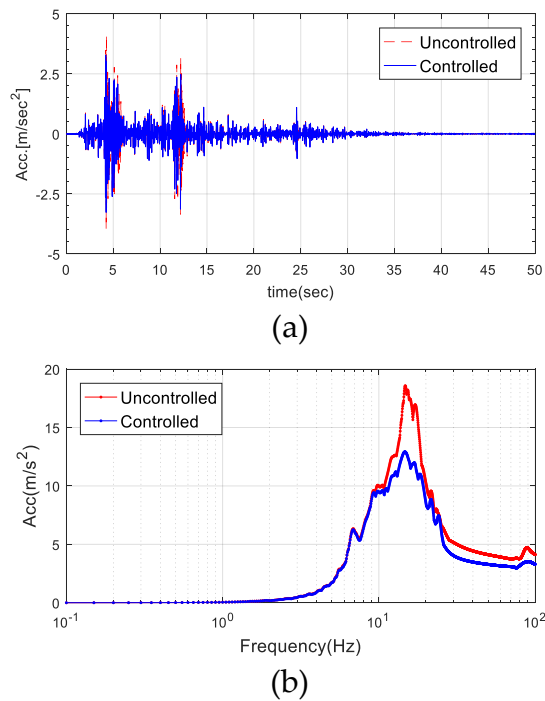 5
2.5
0
-2.5
-5
Acc.[m/sec²]
Uncontrolled
Controlled
0 5 10 15 20 25 30 35 40 45 50
time(sec)
(a)
20
15
10
5
0
Acc(m/s²)
Uncontrolled
Controlled
10⁻¹ 10⁰ 10¹ 10²
Frequency(Hz)
(b)